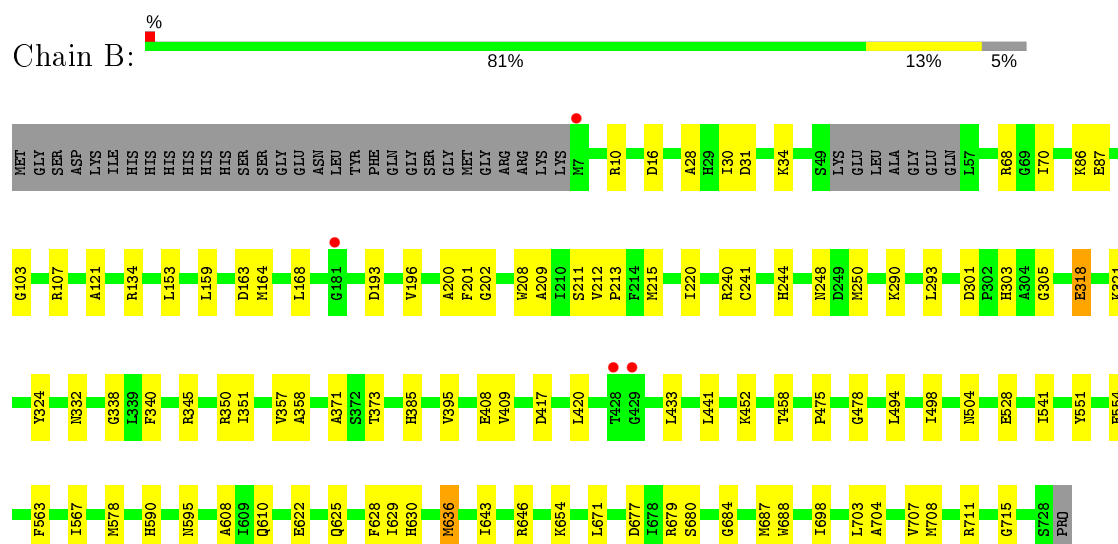 %
Chain B:
81% 13% 5%
MET GLY SER ASP LYS ILE HIS HIS HIS HIS HIS HIS SER SER GLY GLU ASN LEU TYR PHE GLN GLY SER GLY MET GLY ARG ARG LYS LYS M7 R10 D16 A28 H29 I30 D31 K34 S49 LYS GLU LEU ALA GLY GLU GLN L57 R68 G69 I70 K86 E87
G103 R107 A121 R134 L153 L159 D163 M164 L168 G181 D193 V196 A200 F201 G202 W208 A209 I210 S211 V212 P213 F214 M215 I220 R240 C241 H244 N248 D249 M250 K290 L293 D301 P302 H303 A304 G305 E318 K321
Y324 N332 G338 L339 F340 R345 R350 I351 V357 A358 A371 S372 T373 H385 V395 E408 V409 D417 L420 T428 G429 L433 L441 K452 T458 P475 G478 L494 I498 N504 E528 I541 Y551
F563 I567 M578 H590 N595 A608 I609 Q610 E622 Q625 F628 I629 H630 M636 I643 R646 K654 L671 D677 I678 R679 S680 G684 M687 W688 I698 L703 A704 V707 M708 R711 G715 S728 PRO